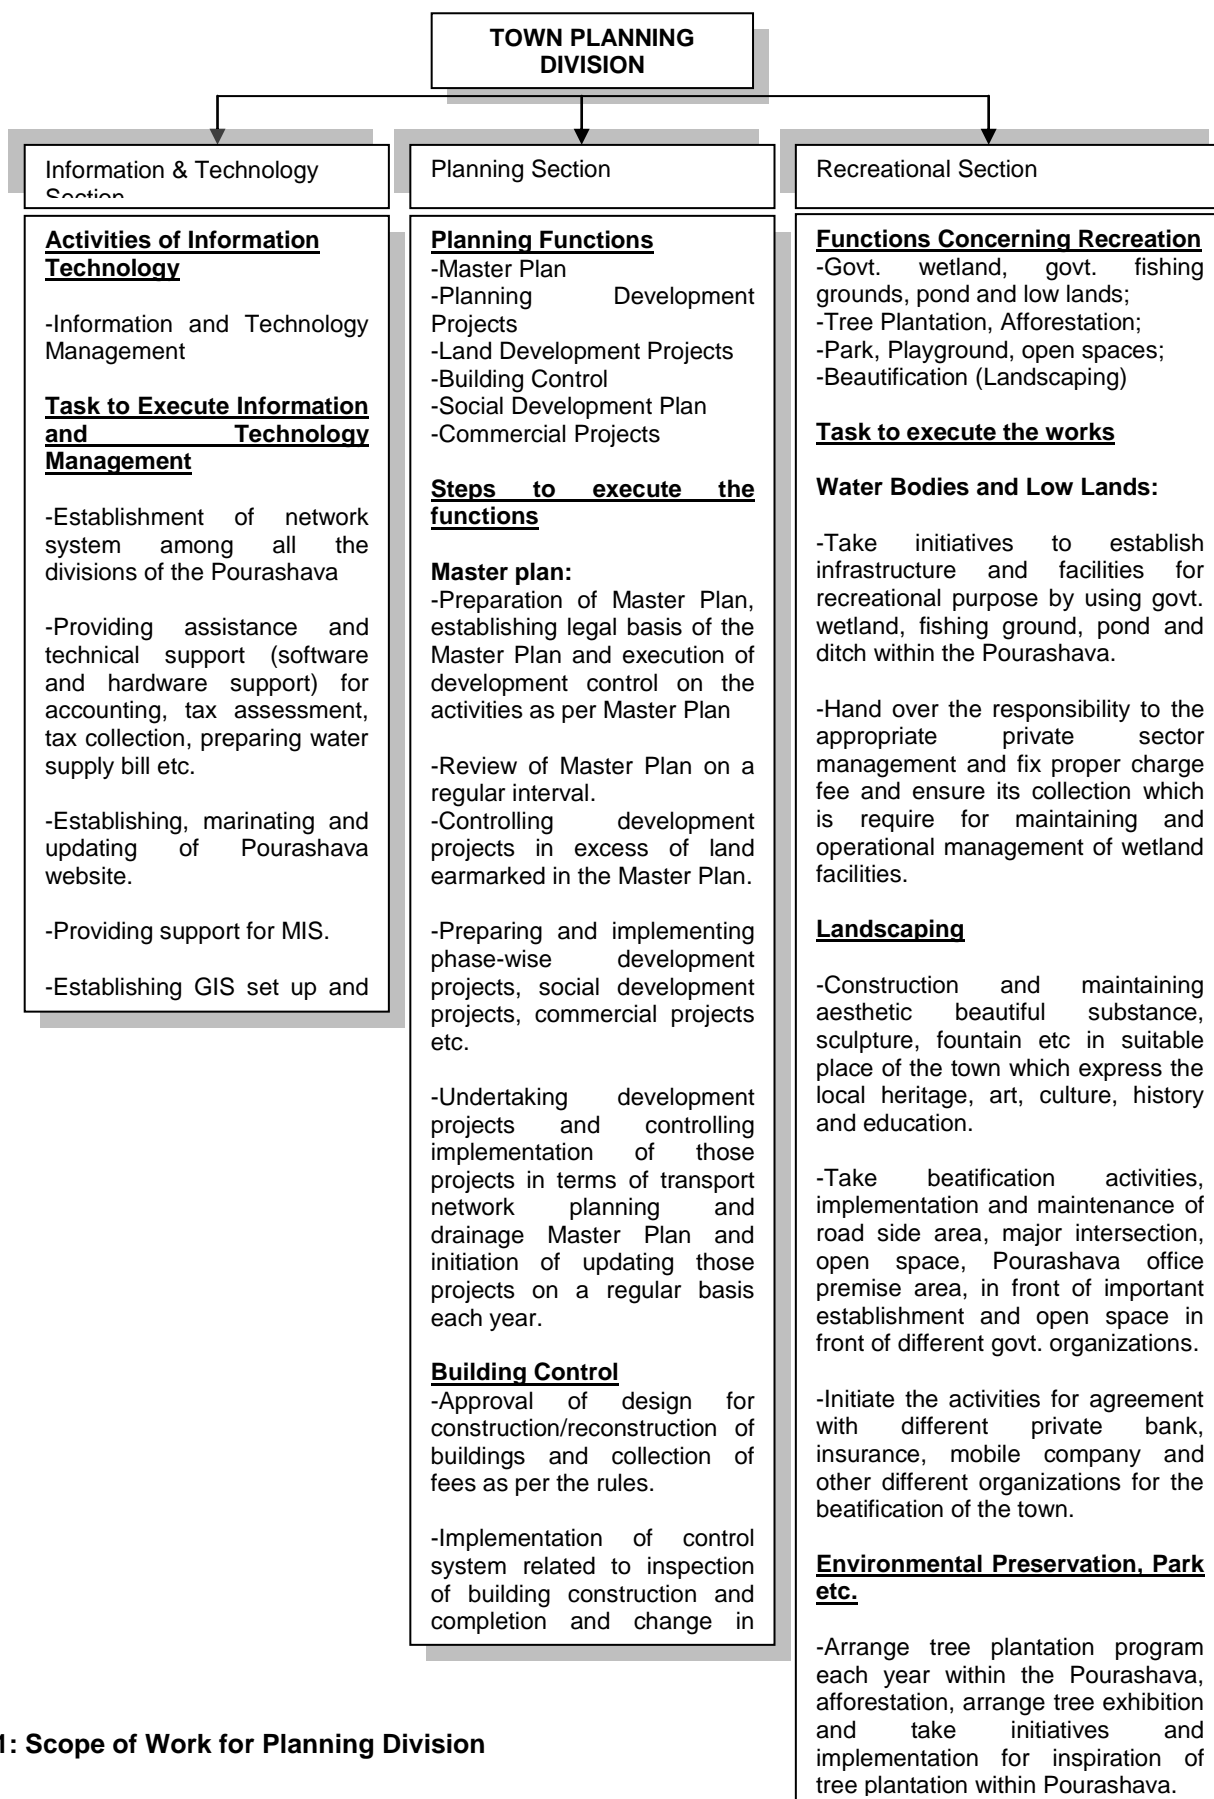 TOWN PLANNING
DIVISION
Information & Technology
Section
Activities of Information
Technology
-Information and Technology
Management
Task to Execute Information
and Technology
Management
-Establishment of network
system among all the
divisions of the Pourashava
-Providing assistance and
technical support (software
and hardware support) for
accounting, tax assessment,
tax collection, preparing water
supply bill etc.
-Establishing, marinating and
updating of Pourashava
website.
-Providing support for MIS.
-Establishing GIS set up and
Planning Section
Planning Functions
-Master Plan
-Planning Development
Projects
-Land Development Projects
-Building Control
-Social Development Plan
-Commercial Projects
Steps to execute the
functions
Master plan:
-Preparation of Master Plan,
establishing legal basis of the
Master Plan and execution of
development control on the
activities as per Master Plan
-Review of Master Plan on a
regular interval.
-Controlling development
projects in excess of land
earmarked in the Master Plan.
-Preparing and implementing
phase-wise development
projects, social development
projects, commercial projects
etc.
-Undertaking development
projects and controlling
implementation of those
projects in terms of transport
network planning and
drainage Master Plan and
initiation of updating those
projects on a regular basis
each year.
Building Control
-Approval of design for
construction/reconstruction of
buildings and collection of
fees as per the rules.
-Implementation of control
system related to inspection
of building construction and
completion and change in
Recreational Section
Functions Concerning Recreation
-Govt. wetland, govt. fishing
grounds, pond and low lands;
-Tree Plantation, Afforestation;
-Park, Playground, open spaces;
-Beautification (Landscaping)
Task to execute the works
Water Bodies and Low Lands:
-Take initiatives to establish
infrastructure and facilities for
recreational purpose by using govt.
wetland, fishing ground, pond and
ditch within the Pourashava.
-Hand over the responsibility to the
appropriate private sector
management and fix proper charge
fee and ensure its collection which
is require for maintaining and
operational management of wetland
facilities.
Landscaping
-Construction and maintaining
aesthetic beautiful substance,
sculpture, fountain etc in suitable
place of the town which express the
local heritage, art, culture, history
and education.
-Take beatification activities,
implementation and maintenance of
road side area, major intersection,
open space, Pourashava office
premise area, in front of important
establishment and open space in
front of different govt. organizations.
-Initiate the activities for agreement
with different private bank,
insurance, mobile company and
other different organizations for the
beatification of the town.
Environmental Preservation, Park
etc.
-Arrange tree plantation program
each year within the Pourashava,
afforestation, arrange tree exhibition
and take initiatives and
implementation for inspiration of
tree plantation within Pourashava.
1: Scope of Work for Planning Division